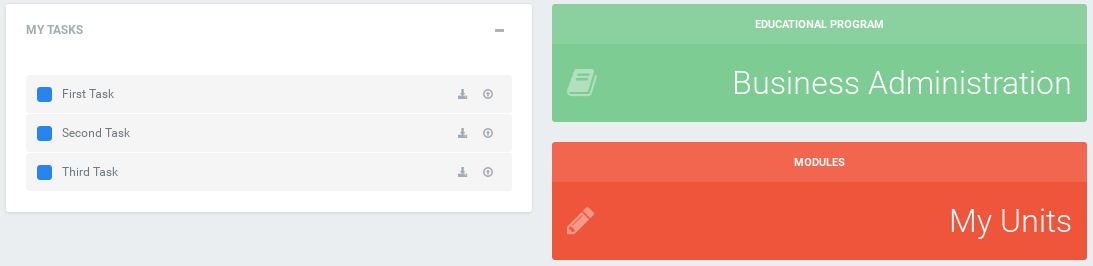 MY TASKS
First Task
Second Task
Third Task
EDUCATIONAL PROGRAM
Business Administration
MODULES
My Units